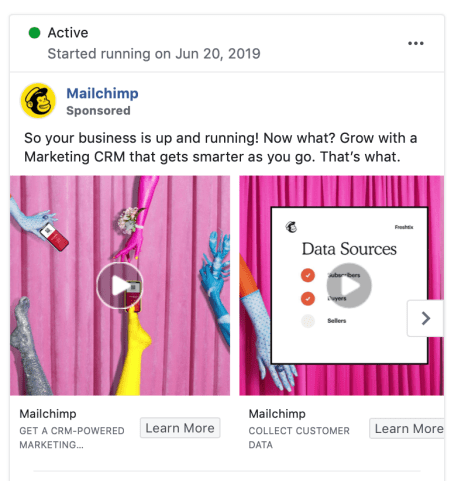 Active
Started running on Jun 20, 2019
Mailchimp
Sponsored
So your business is up and running! Now what? Grow with a
Marketing CRM that gets smarter as you go. That's what.
Freshtix
Data Sources
Subscribers
Buyers
Sellers
Mailchimp
GET A CRM-POWERED
MARKETING...
Learn More
Mailchimp
COLLECT CUSTOMER
DATA
Learn More